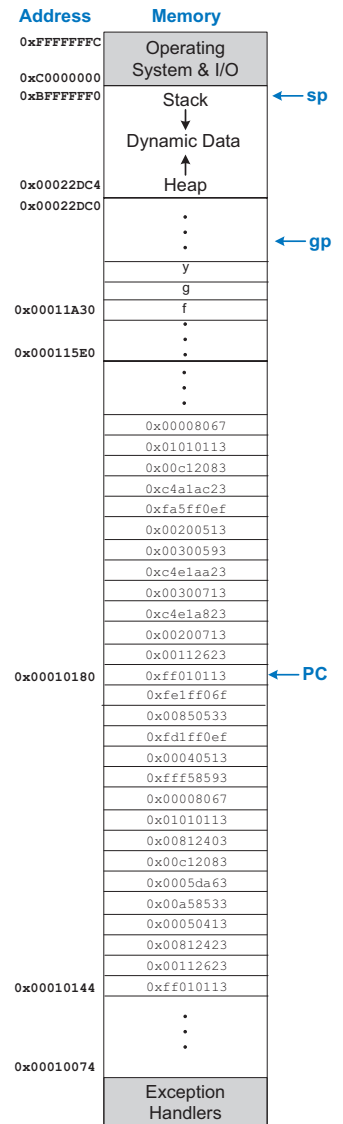 Address Memory
0xFFFFFFFC
Operating
System & I/O
0xC0000000
0xBFFFFFF0 Stack sp
Dynamic Data
0x00022DC4 Heap
0x00022DC0
gp
y
g
0x00011A30 f
0x000115E0
0x00008067
0x01010113
0x00c12083
0xc4a1ac23
0xfa5ff0ef
0x00200513
0x00300593
0xc4e1aa23
0x00300713
0xc4e1a823
0x00200713
0x00112623
0x00010180 0xff010113 PC
0xfe1ff06f
0x00850533
0xfd1ff0ef
0x00040513
0xfff58593
0x00008067
0x01010113
0x00812403
0x00c12083
0x0005da63
0x00a58533
0x00050413
0x00812423
0x00112623
0x00010144 0xff010113
0x00010074
Exception
Handlers